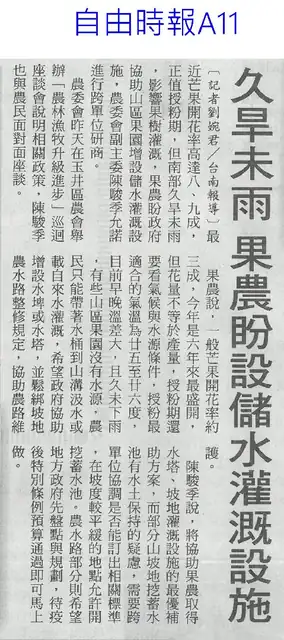 自由時報A11
久旱未雨 果農盼設儲水灌溉設施
〔記者劉婉君／台南報導〕最
近芒果開花率高達八、九成，
正值授粉期，但南部久旱未雨
，影響果樹灌溉，果農盼政府
協助山區果園增設儲水灌溉設
施，農委會副主委陳駿季允諾
進行跨單位研商。
農委會昨天在玉井區農會舉
辦「農林漁牧升級進步」巡迴
座談會說明相關政策，陳駿季
也與農民面對面座談。
果農說，一般芒果開花率約
三成，今年是六年來最盛開，
但花量不等於產量，授粉期還
要看氣候與水源條件，授粉最
適合的氣溫為廿五至廿六度，
目前早晚溫差大，且久未下雨
，有些山區果園沒有水源，農
民只能帶著水桶到山溝汲水或
載自來水灌溉，希望政府協助
增設水埤或水塔，並鬆綁坡地
農水路整修規定，協助農路維
護。
陳駿季說，將協助果農取得
水塔、坡地灌溉設施的最優補
助方案，而部分山坡地挖蓄水
池有水土保持的疑慮，需要跨
單位協調是否能訂出相關標準
，在坡度較平緩的地點允許開
挖蓄水池。農水路部分則希望
地方政府先盤點與規劃，待疫
後特別條例預算通過即可馬上
做。